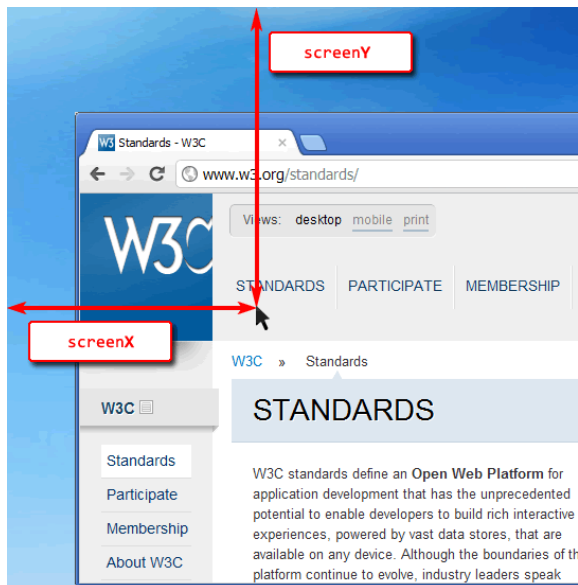 screenY
W3 Standards - W3C
www.w3.org/standards/
W3C
Views: desktop mobile print
STANDARDS PARTICIPATE MEMBERSHIP
screenX
W3C » Standards
W3C
STANDARDS
Standards
Participate
Membership
About W3C
W3C standards define an Open Web Platform for
application development that has the unprecedented
potential to enable developers to build rich interactive
experiences, powered by vast data stores, that are
available on any device. Although the boundaries of th
platform continue to evolve, industry leaders speak